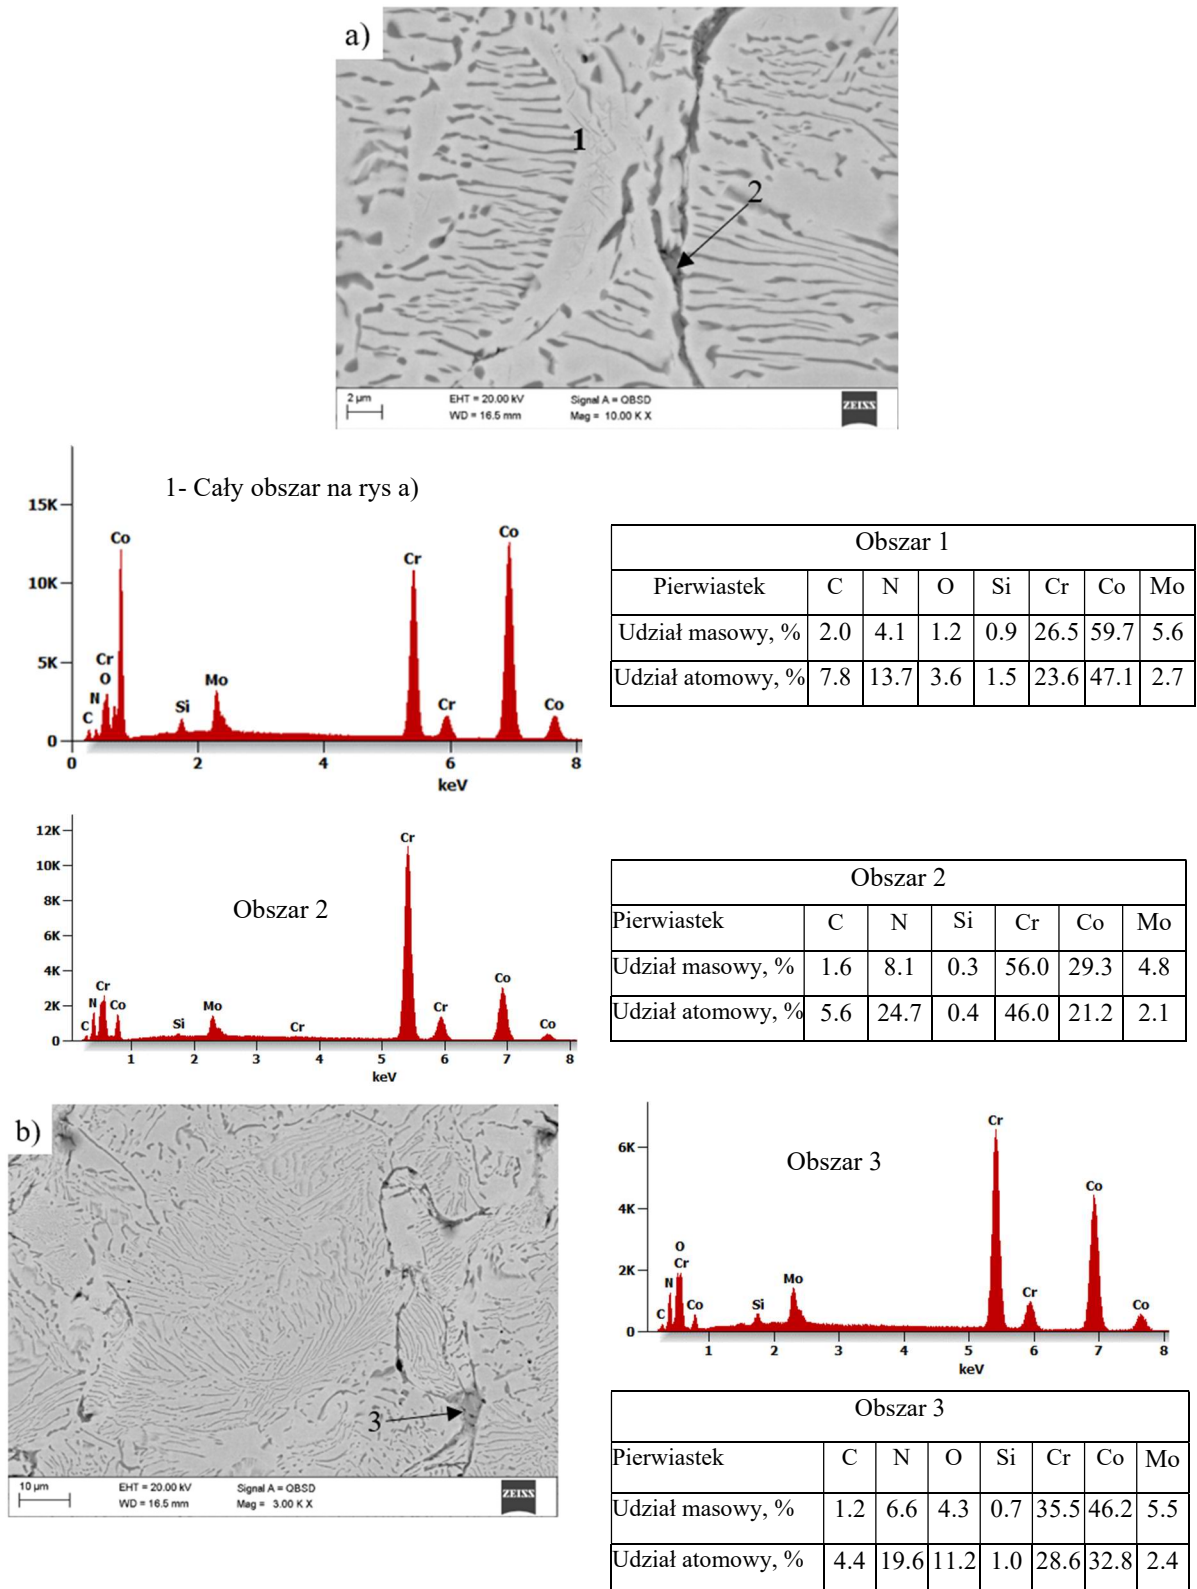 a)
1
2
2 µm
EHT = 20.00 kV
Signal A = QBSD
WD = 16.5 mm
Mag = 10.00 K X
ZEISS
1- Cały obszar na rys a)
15K
10K
5K
0
Co
Cr
O
N
C
Si
Mo
Cr
Cr
Co
Co
0 2 4 6 8
keV
Obszar 1
Pierwiastek C N O Si Cr Co Mo
Udział masowy, % 2.0 4.1 1.2 0.9 26.5 59.7 5.6
Udział atomowy, % 7.8 13.7 3.6 1.5 23.6 47.1 2.7
Obszar 2
12K
10K
8K
6K
4K
2K
0
C
N
Cr
Co
Si
Mo
Cr
Cr
Cr
Co
Co
1 2 3 4 5 6 7 8
keV
Obszar 2
Pierwiastek C N Si Cr Co Mo
Udział masowy, % 1.6 8.1 0.3 56.0 29.3 4.8
Udział atomowy, % 5.6 24.7 0.4 46.0 21.2 2.1
b)
3
10 µm
EHT = 20.00 kV
Signal A = QBSD
WD = 16.5 mm
Mag = 3.00 K X
ZEISS
Obszar 3
6K
4K
2K
0
C
N
O
Cr
Co
Si
Mo
Cr
Cr
Co
Co
1 2 3 4 5 6 7 8
keV
Obszar 3
Pierwiastek C N O Si Cr Co Mo
Udział masowy, % 1.2 6.6 4.3 0.7 35.5 46.2 5.5
Udział atomowy, % 4.4 19.6 11.2 1.0 28.6 32.8 2.4